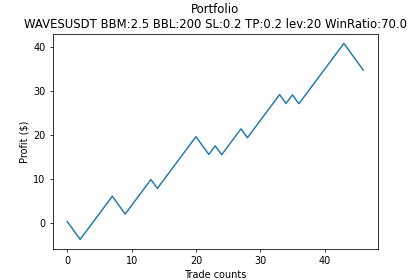 Portfolio
WAVESUSDT BBM:2.5 BBL:200 SL:0.2 TP:0.2 lev:20 WinRatio:70.0
40
30
20
10
0
Profit ($)
0 10 20 30 40
Trade counts